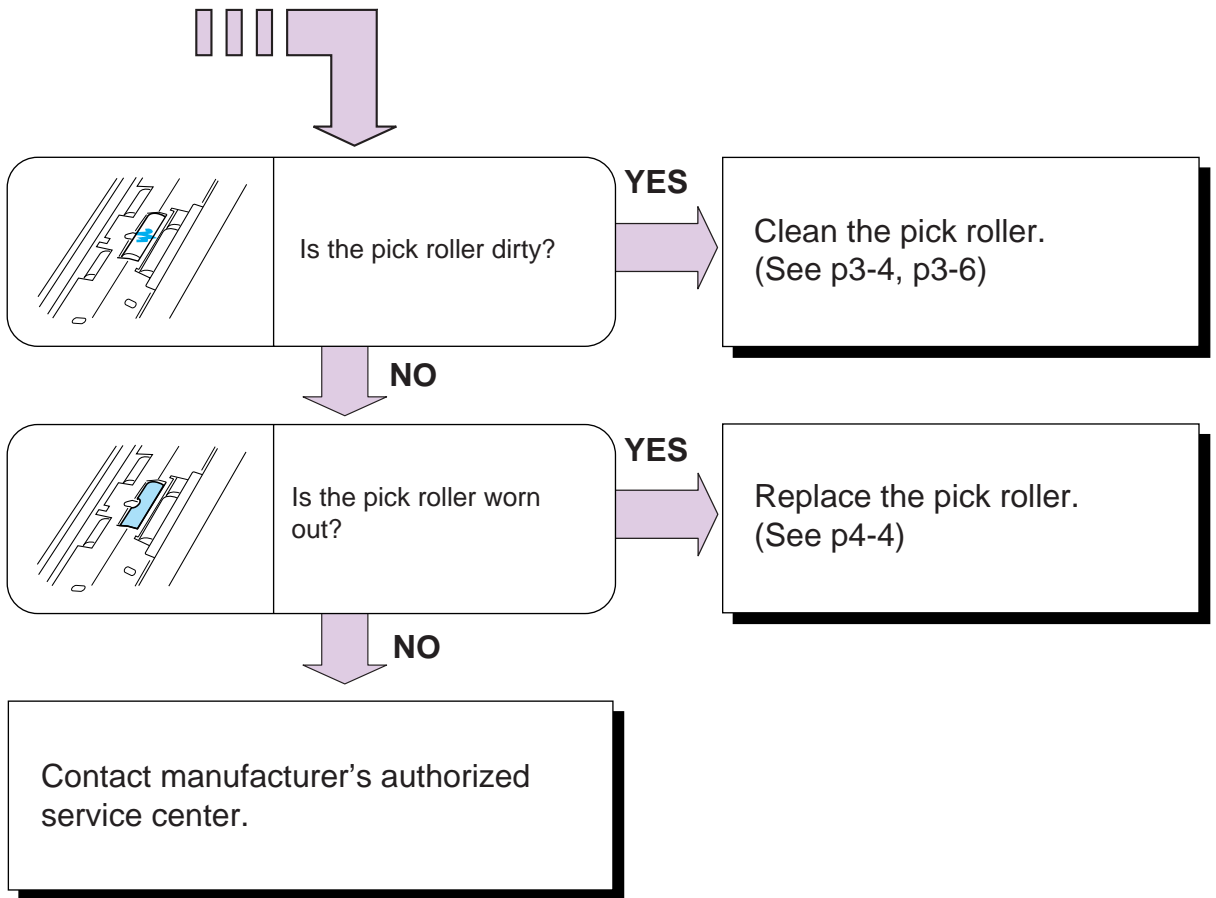 Is the pick roller dirty?
YES
Clean the pick roller.
(See p3-4, p3-6)
NO
Is the pick roller worn
out?
YES
Replace the pick roller.
(See p4-4)
NO
Contact manufacturer’s authorized
service center.